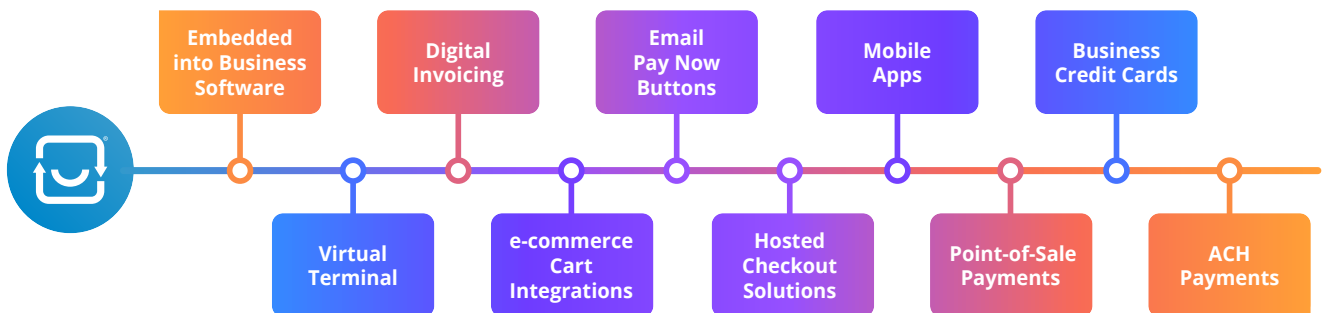 Embedded
into Business
Software
Digital
Invoicing
Email
Pay Now
Buttons
Mobile
Apps
Business
Credit Cards
®
Virtual
Terminal
e-commerce
Cart
Integrations
Hosted
Checkout
Solutions
Point-of-Sale
Payments
ACH
Payments